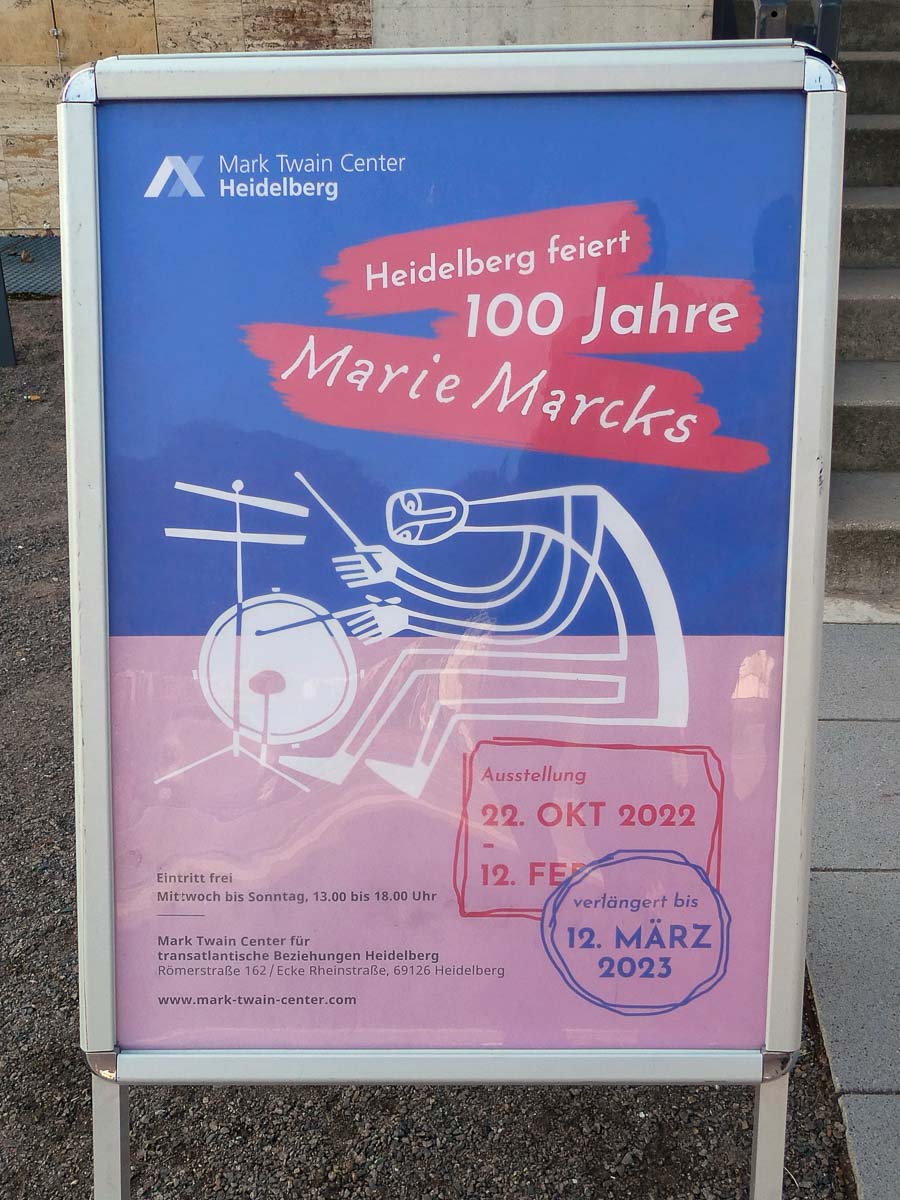 Mark Twain Center
Heidelberg
Heidelberg feiert
100 Jahre
Marie Marcks
Ausstellung
22. OKT 2022
-
12. FEB
verlängert bis
12. MÄRZ
2023
Eintritt frei
Mittwoch bis Sonntag, 13.00 bis 18.00 Uhr
Mark Twain Center für
transatlantische Beziehungen Heidelberg
Römerstraße 162 / Ecke Rheinstraße, 69126 Heidelberg
www.mark-twain-center.com